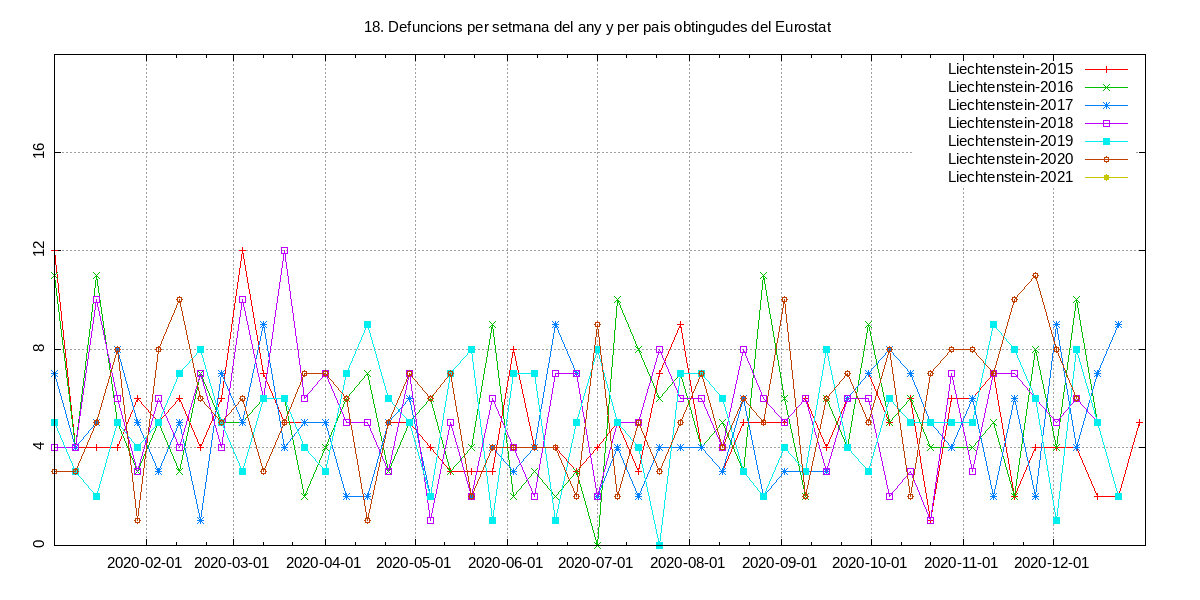 18. Defuncions per setmana del any y per pais obtingudes del Eurostat
Liechtenstein-2015
Liechtenstein-2016
Liechtenstein-2017
Liechtenstein-2018
Liechtenstein-2019
Liechtenstein-2020
Liechtenstein-2021
16
12
8
4
0
2020-02-01 2020-03-01 2020-04-01 2020-05-01 2020-06-01 2020-07-01 2020-08-01 2020-09-01 2020-10-01 2020-11-01 2020-12-01